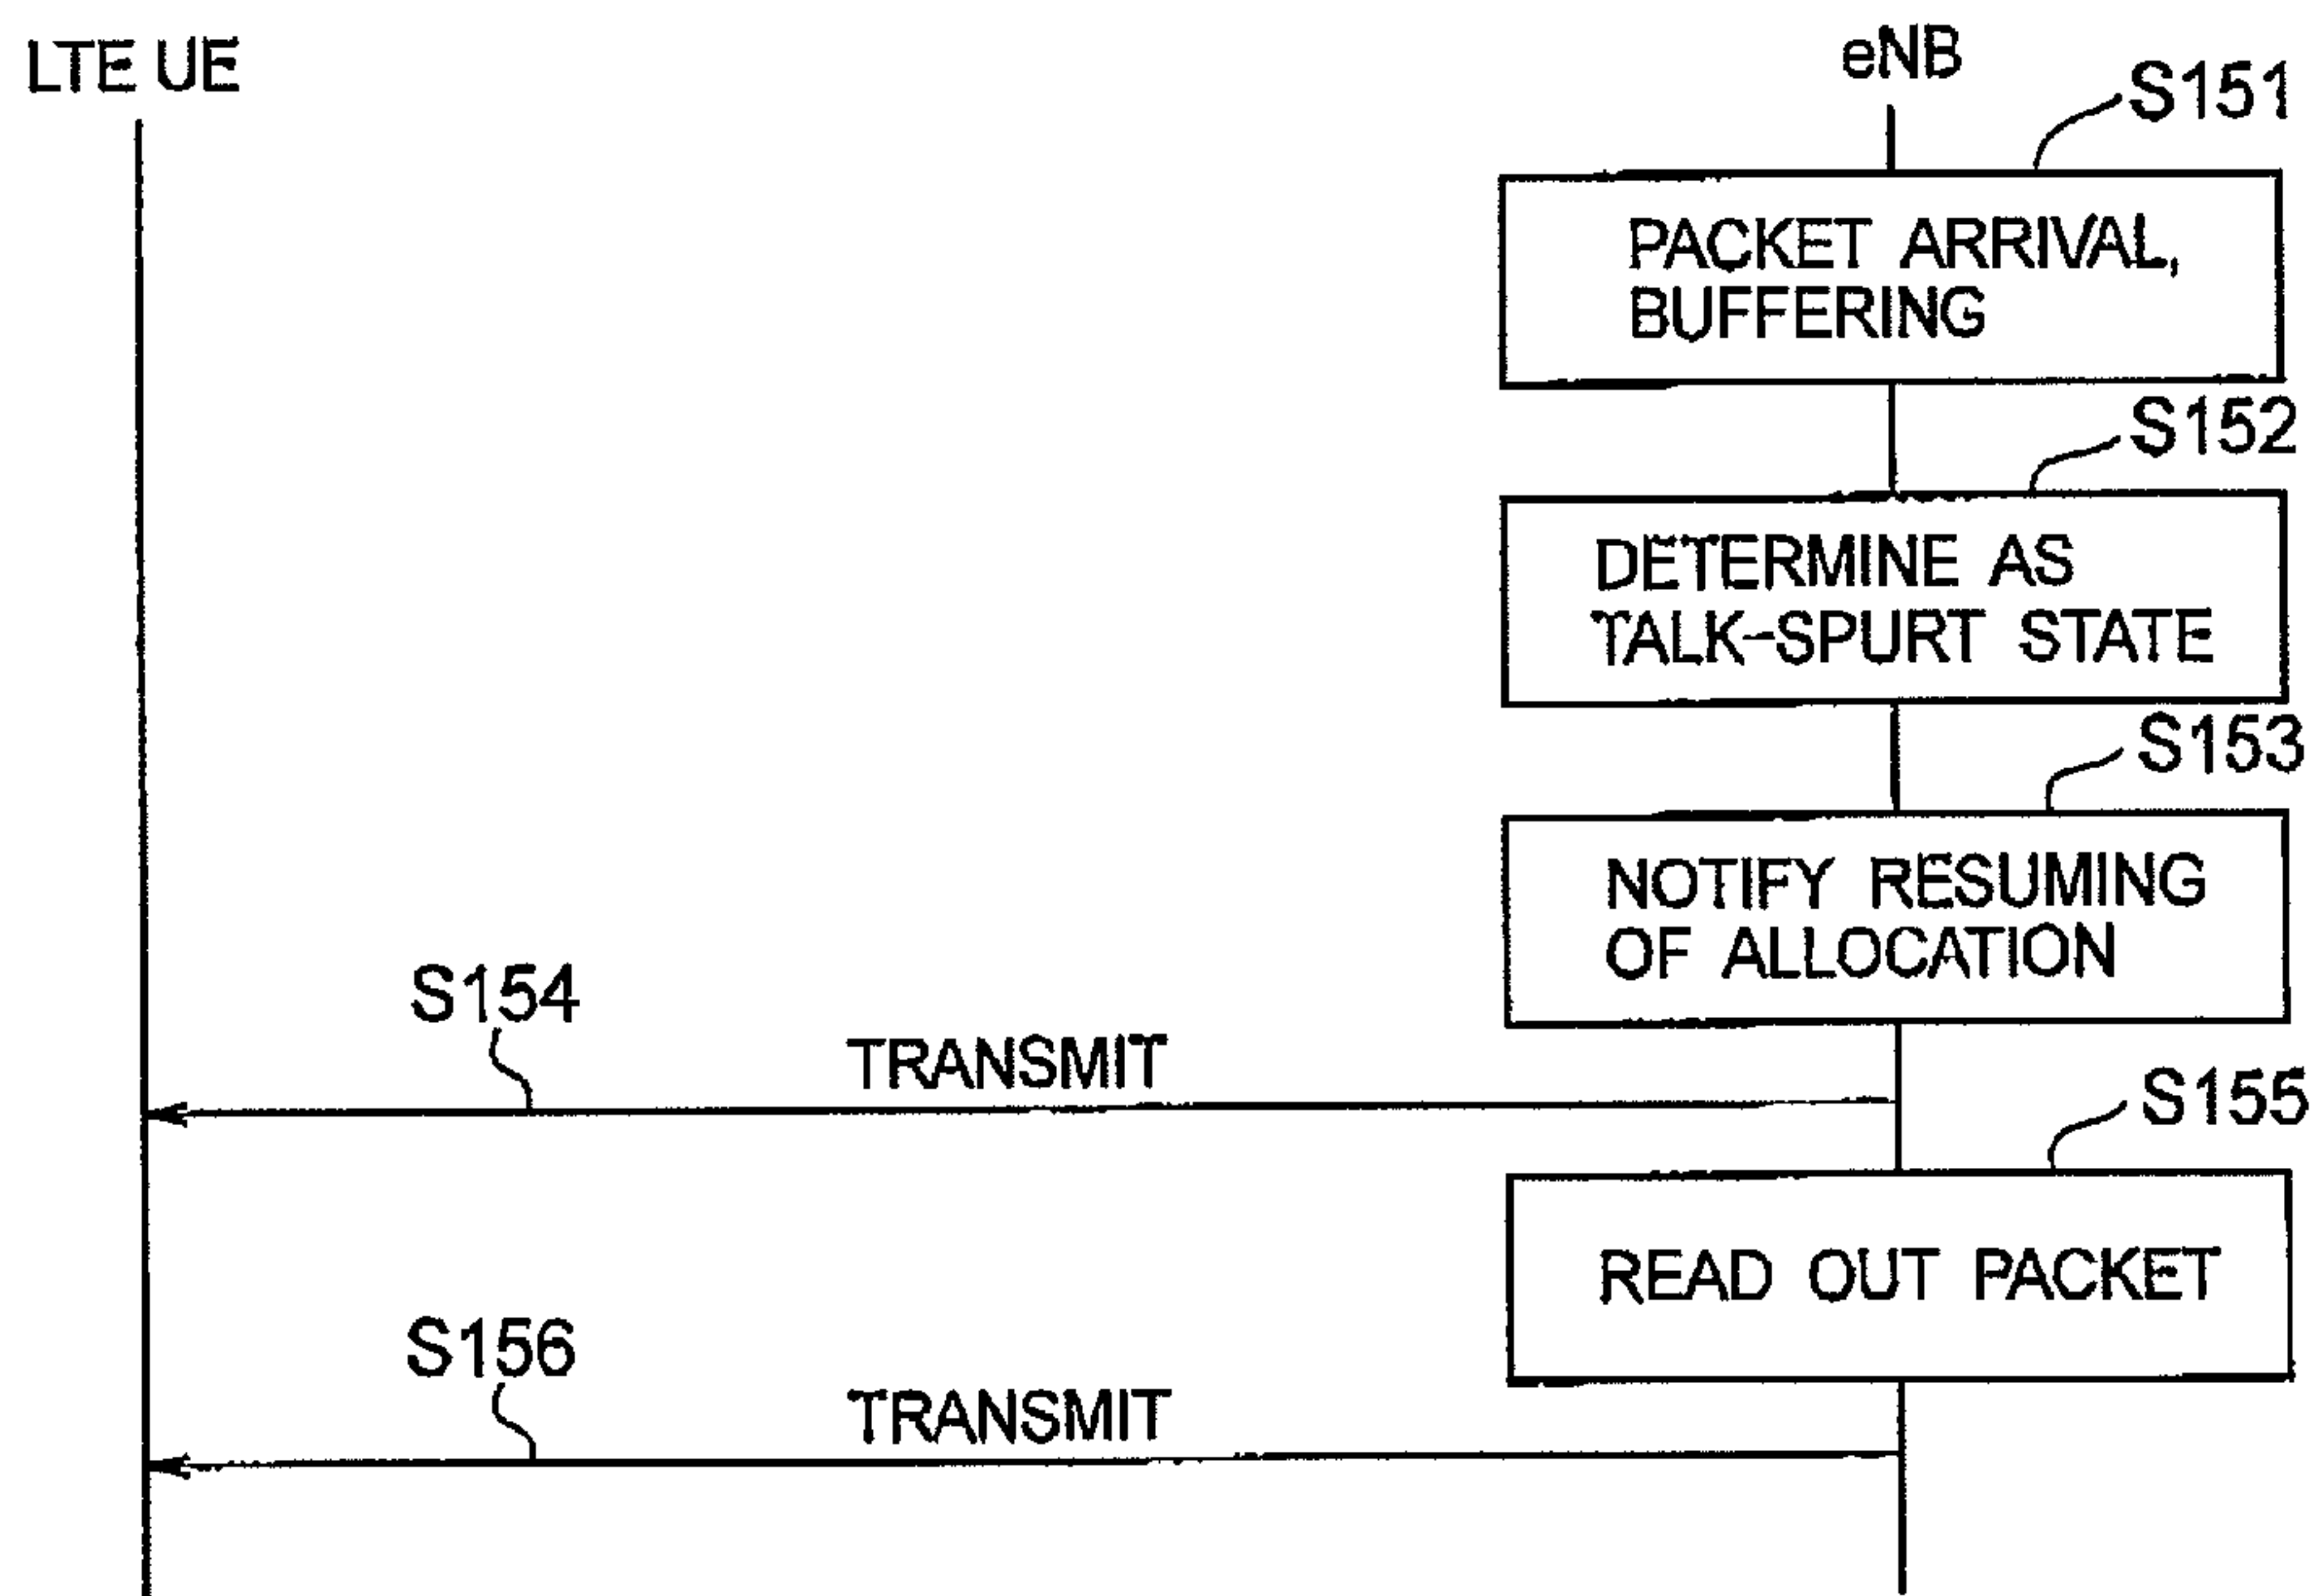 LTE UE
eNB
S151
PACKET ARRIVAL,
BUFFERING
S152
DETERMINE AS
TALK-SPURT STATE
S153
NOTIFY RESUMING
OF ALLOCATION
S154
TRANSMIT
S155
READ OUT PACKET
S156
TRANSMIT